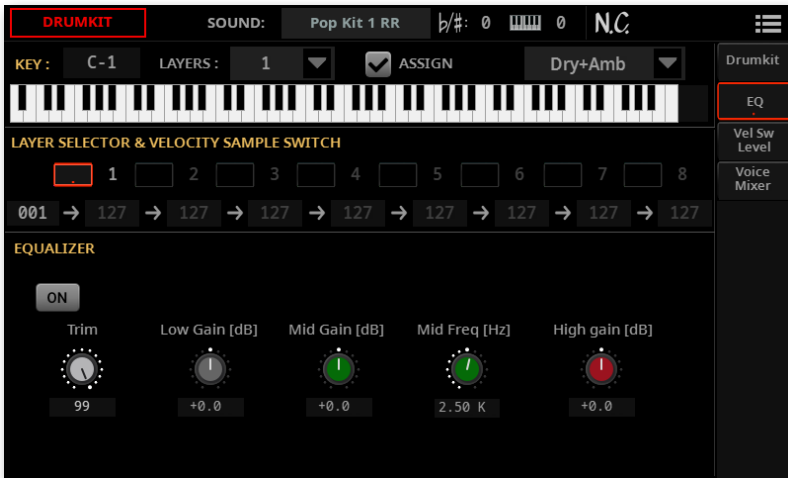 DRUMKIT SOUND: Pop Kit 1 RR b/#: 0 0 N.C.
KEY : C-1 LAYERS : 1 ASSIGN Dry+Amb
Drumkit
EQ
Vel Sw
Level
Voice
Mixer
LAYER SELECTOR & VELOCITY SAMPLE SWITCH
1 2 3 4 5 6 7 8
001 → 127 → 127 → 127 → 127 → 127 → 127 → 127 → 127
EQUALIZER
ON
Trim Low Gain [dB] Mid Gain [dB] Mid Freq [Hz] High gain [dB]
99 +0.0 +0.0 2.50 K +0.0